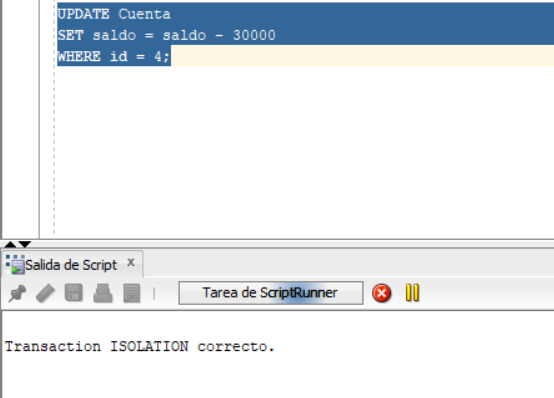 UPDATE Cuenta
SET saldo = saldo - 30000
WHERE id = 4;
Salida de Script x
Tarea de ScriptRunner
Transaction ISOLATION correcto.